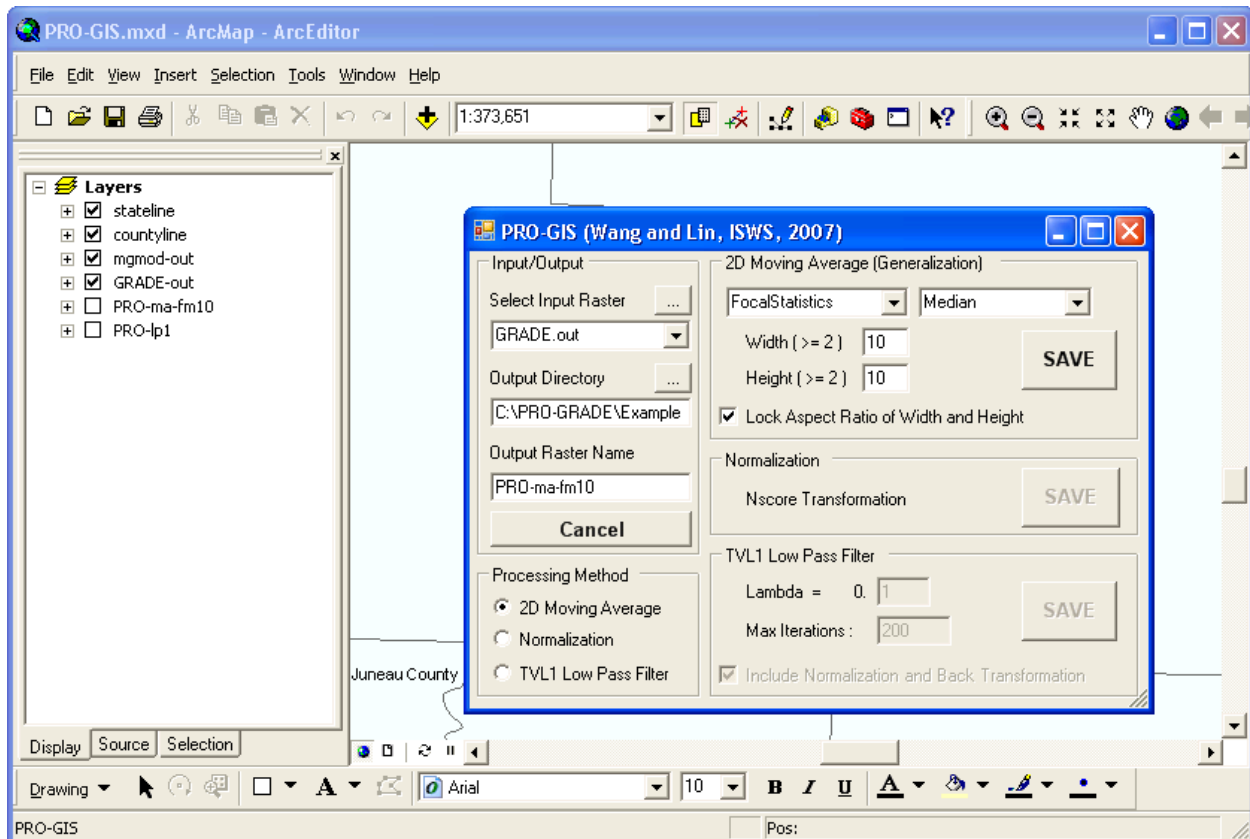 PRO-GIS.mxd - ArcMap - ArcEditor
File Edit View Insert Selection Tools Window Help
1:373,651
Layers
stateline
countyline
mgmod-out
GRADE-out
PRO-ma-fm10
PRO-lp1
Display Source Selection
Juneau County
PRO-GIS (Wang and Lin, ISWS, 2007)
Input/Output
Select Input Raster ...
GRADE.out
Output Directory ...
C:\PRO-GRADE\Example
Output Raster Name
PRO-ma-fm10
Cancel
Processing Method
2D Moving Average
Normalization
TVL1 Low Pass Filter
2D Moving Average (Generalization)
FocalStatistics Median
Width ( >= 2 ) 10
Height ( >= 2 ) 10
SAVE
Lock Aspect Ratio of Width and Height
Normalization
Nscore Transformation SAVE
TVL1 Low Pass Filter
Lambda = 0. 1
Max Iterations : 200
SAVE
Include Normalization and Back Transformation
Drawing A Arial 10 B I U A
PRO-GIS Pos: